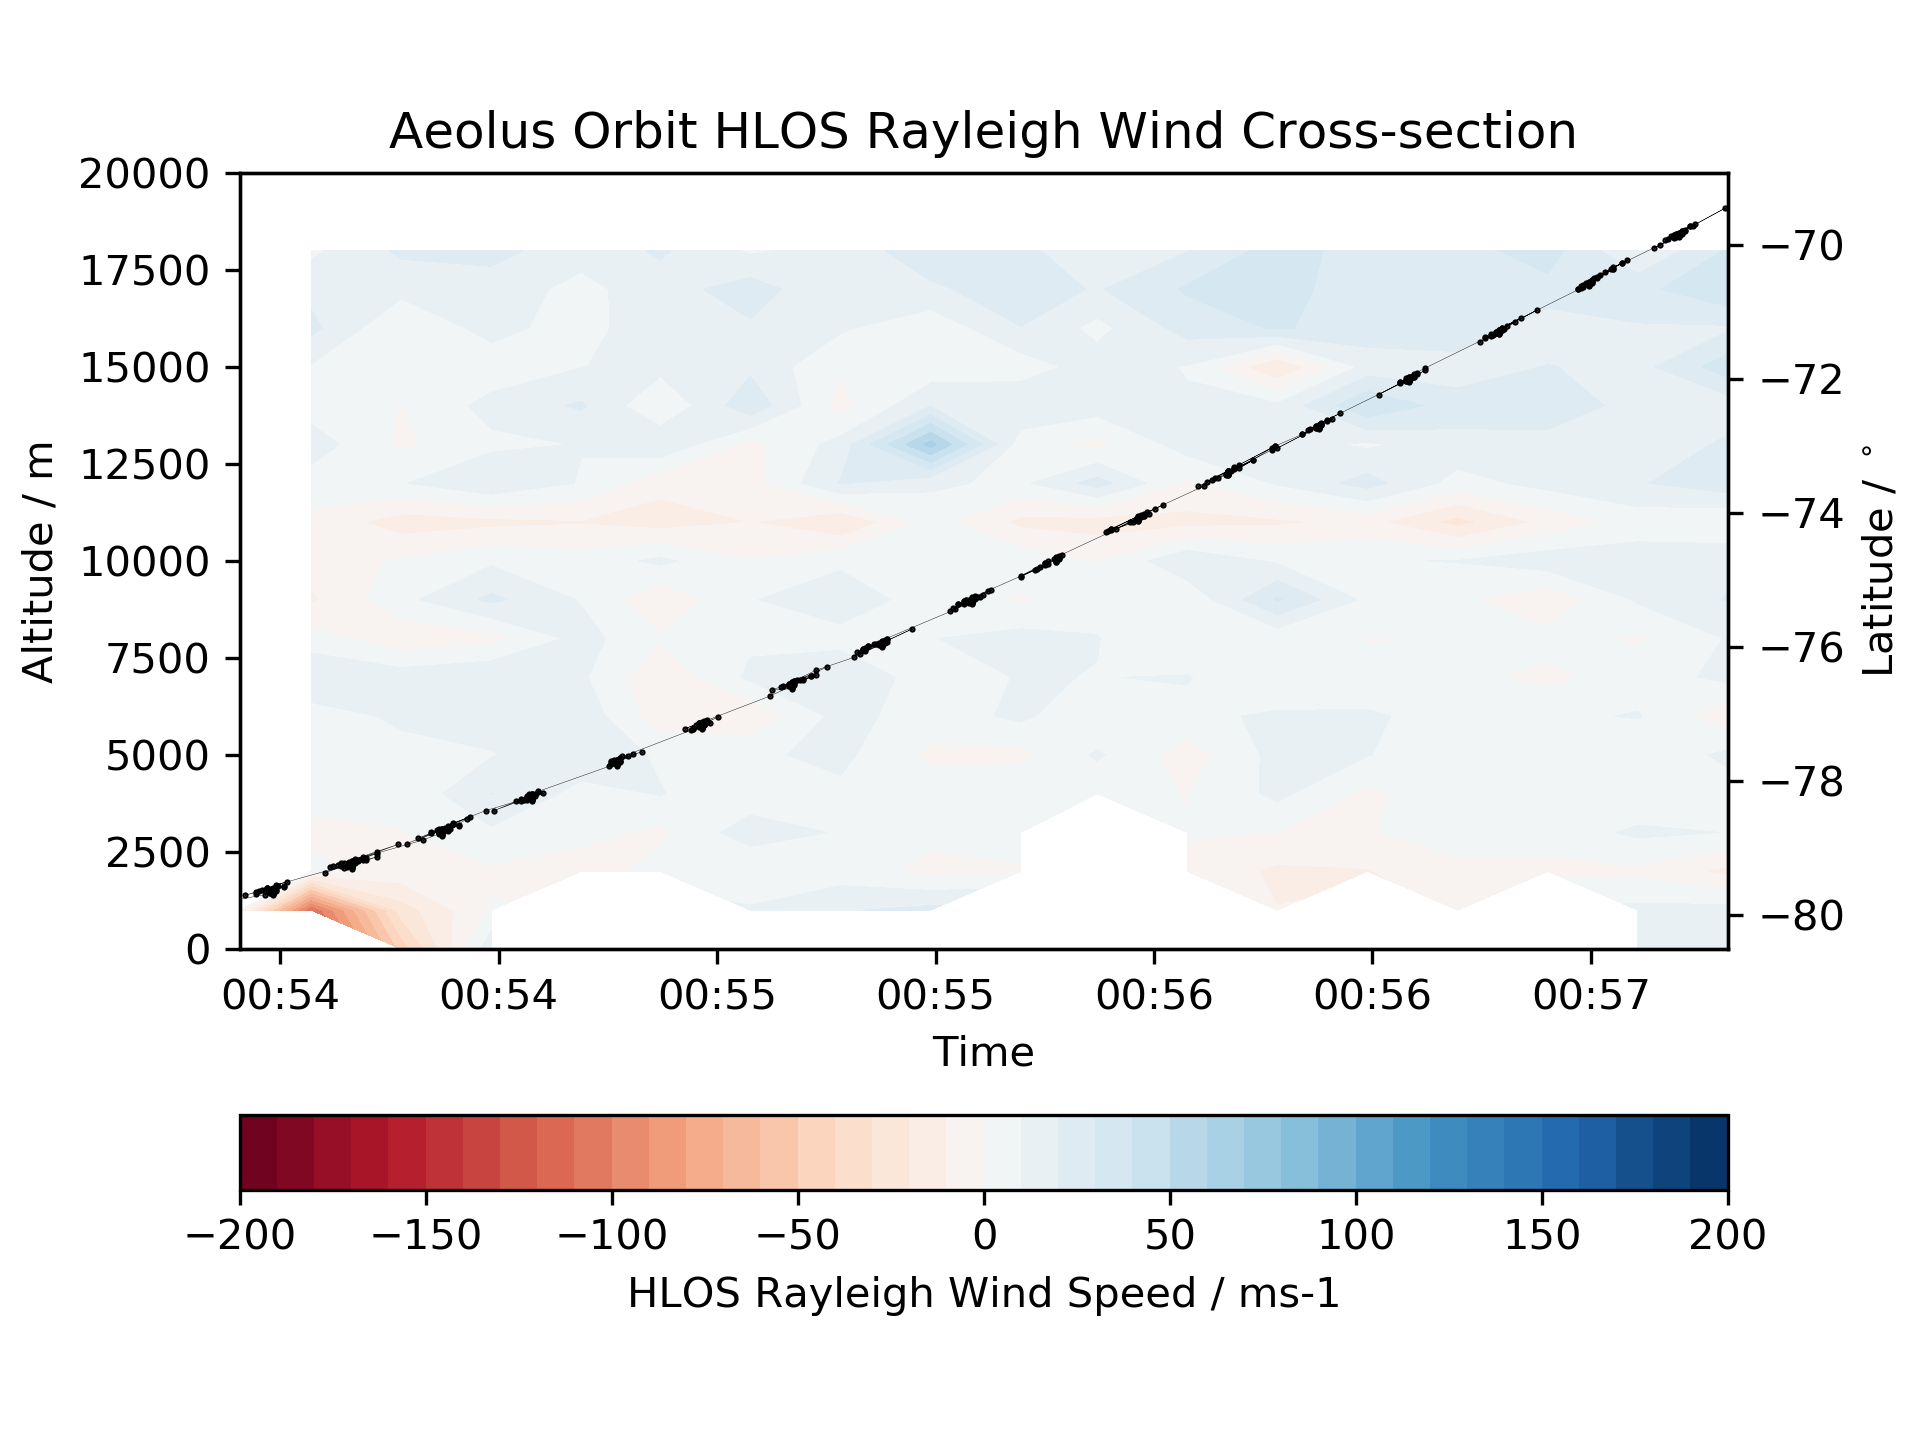 Aeolus Orbit HLOS Rayleigh Wind Cross-section
20000
17500
15000
12500
10000
7500
5000
2500
0
Altitude / m
−70
−72
−74
−76
−78
−80
Latitude / °
00:54 00:54 00:55 00:55 00:56 00:56 00:57
Time
−200 −150 −100 −50 0 50 100 150 200
HLOS Rayleigh Wind Speed / ms-1